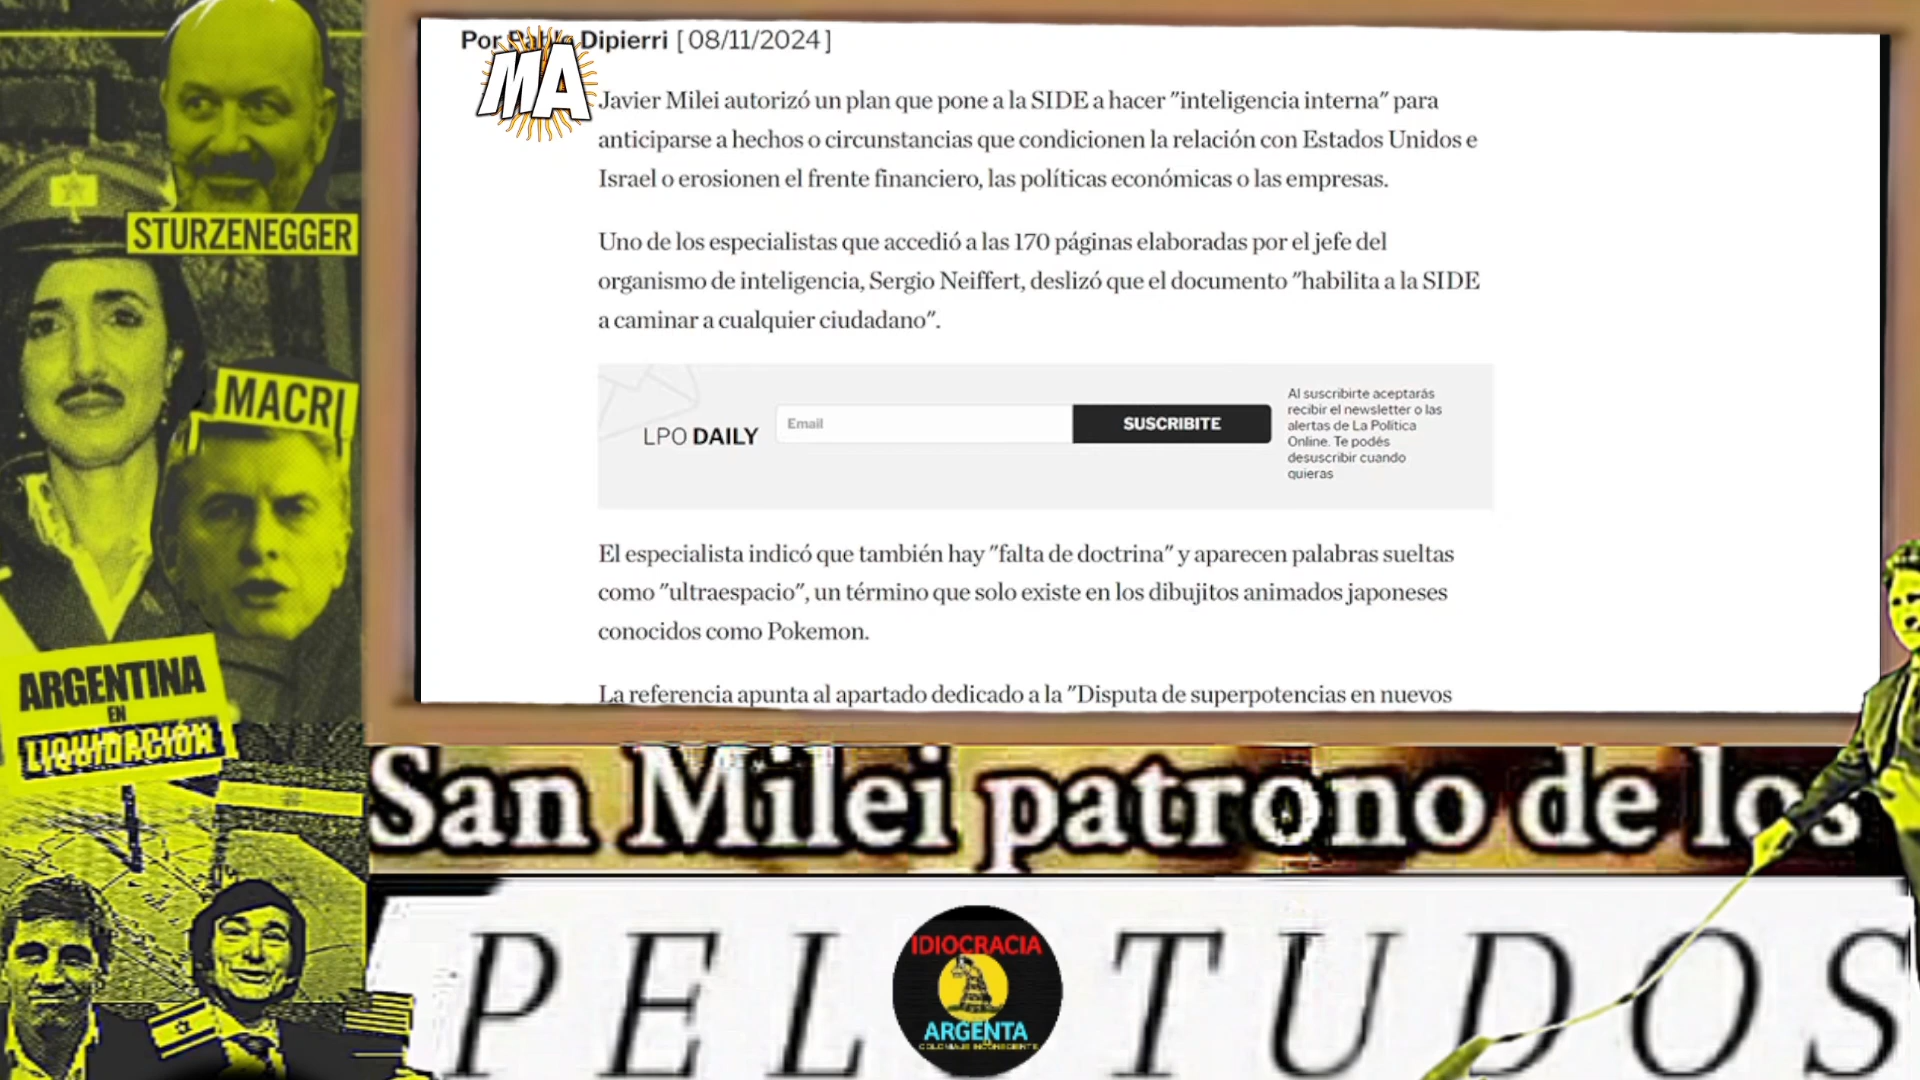 Por Pablo Dipierri [ 08/11/2024 ]
MA
Javier Milei autorizó un plan que pone a la SIDE a hacer "inteligencia interna" para
anticiparse a hechos o circunstancias que condicionen la relación con Estados Unidos e
Israel o erosionen el frente financiero, las políticas económicas o las empresas.
Uno de los especialistas que accedió a las 170 páginas elaboradas por el jefe del
organismo de inteligencia, Sergio Neiffert, deslizó que el documento "habilita a la SIDE
a caminar a cualquier ciudadano".
LPO DAILY
Email
SUSCRIBITE
Al suscribirte aceptarás
recibir el newsletter o las
alertas de La Política
Online. Te podés
desuscribir cuando
quieras
El especialista indicó que también hay "falta de doctrina" y aparecen palabras sueltas
como "ultraespacio", un término que solo existe en los dibujitos animados japoneses
conocidos como Pokemon.
La referencia apunta al apartado dedicado a la "Disputa de superpotencias en nuevos
STURZENEGGER
MACRI
ARGENTINA
EN
LIQUIDACIÓN
San Milei patrono de los
PEL TUDOS
IDIOCRACIA
ARGENTA
COLONIAJE INCONSCIENTE